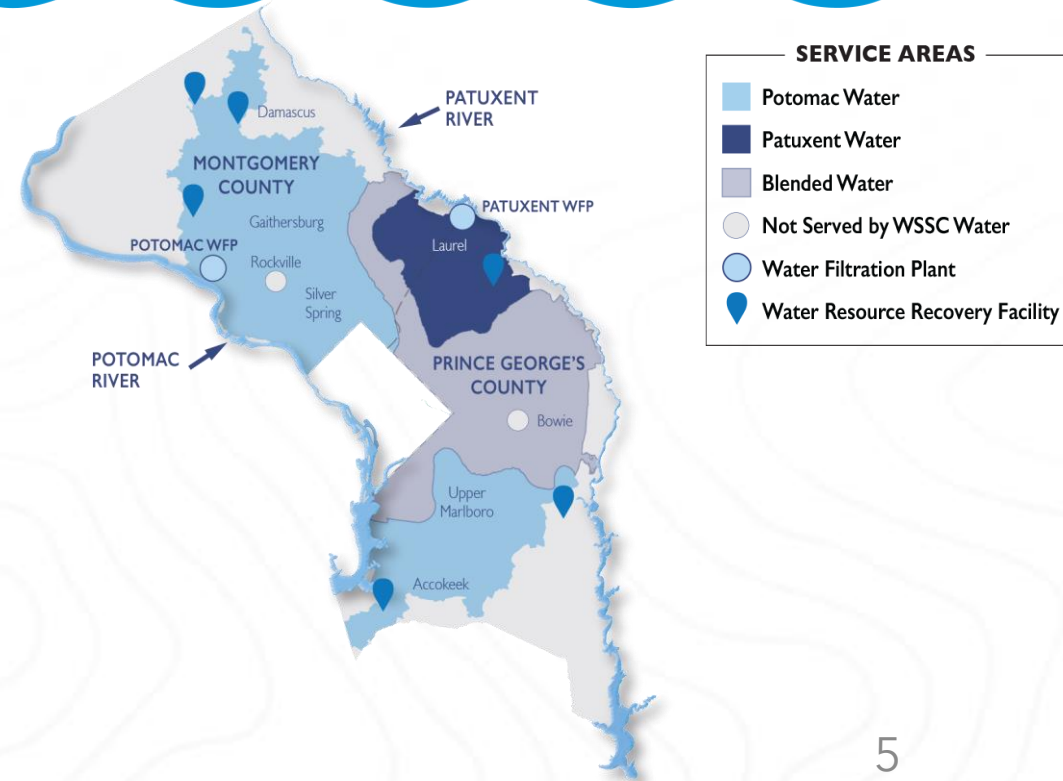 SERVICE AREAS
Potomac Water
Patuxent Water
Blended Water
Not Served by WSSC Water
Water Filtration Plant
Water Resource Recovery Facility
PATUXENT
RIVER
Damascus
MONTGOMERY
COUNTY
PATUXENT WFP
Gaithersburg
Laurel
POTOMAC WFP
Rockville
Silver
Spring
POTOMAC
RIVER
PRINCE GEORGE'S
COUNTY
Bowie
Upper
Marlboro
Accokeek
5